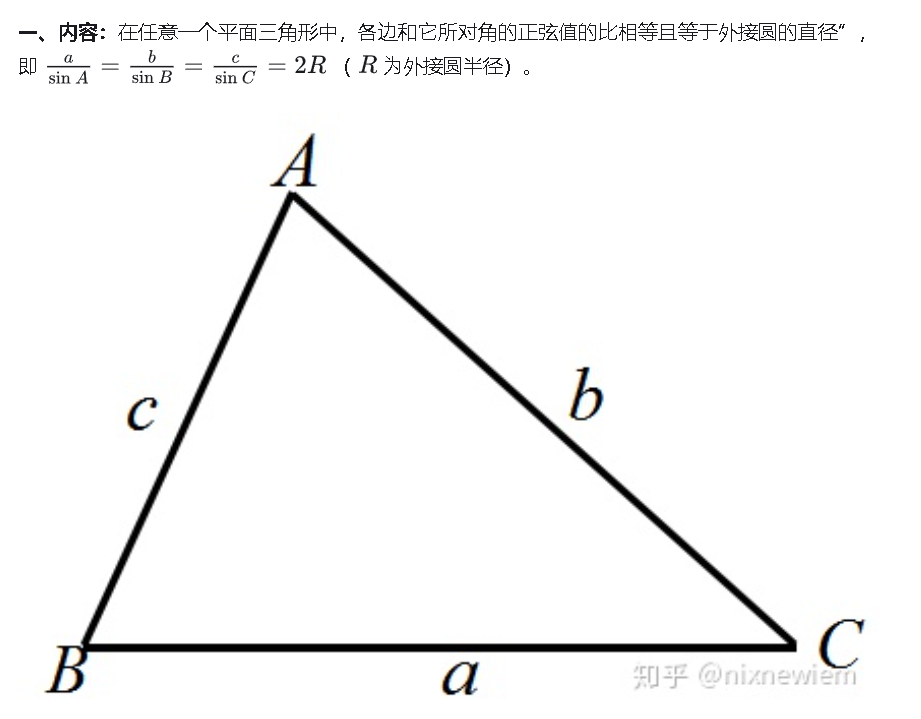 一、内容：在任意一个平面三角形中，各边和它所对角的正弦值的比相等且等于外接圆的直径”，
即 a/sin A = b/sin B = c/sin C = 2R （ R 为外接圆半径）。
A
c
b
B
a
C
知乎 @nixnewiem